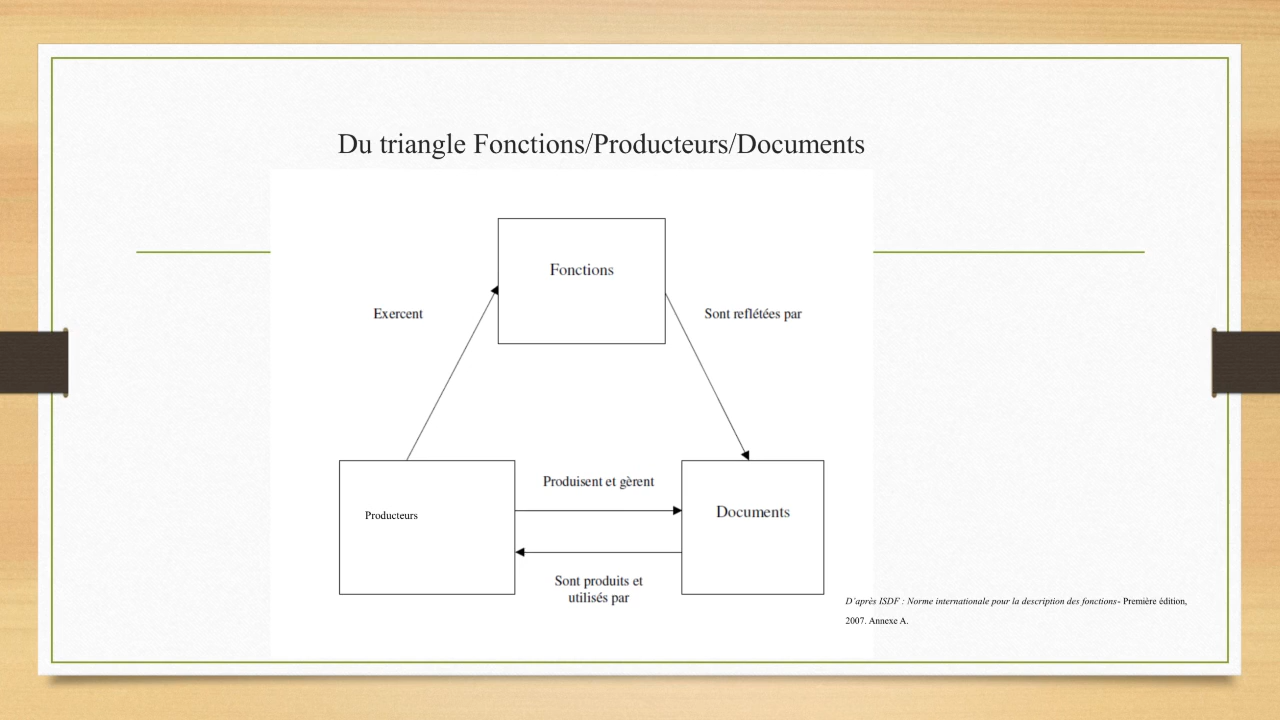 Du triangle Fonctions/Producteurs/Documents
Fonctions
Exercent
Sont reflétées par
Produisent et gèrent
Producteurs
Documents
Sont produits et
utilisés par
D’après ISDF : Norme internationale pour la description des fonctions- Première édition,
2007. Annexe A.